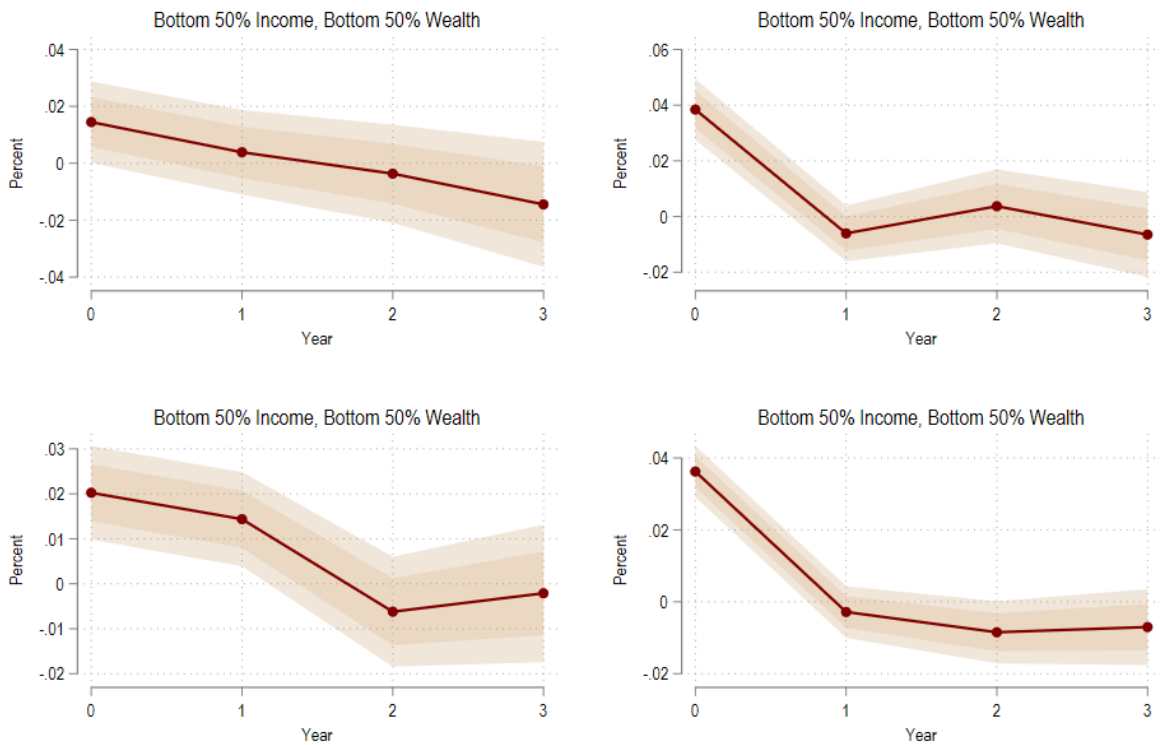 Bottom 50% Income, Bottom 50% Wealth
.04
.02
0
-.02
-.04
Percent
0 1 2 3
Year
Bottom 50% Income, Bottom 50% Wealth
.06
.04
.02
0
-.02
Percent
0 1 2 3
Year
Bottom 50% Income, Bottom 50% Wealth
.03
.02
.01
0
-.01
-.02
Percent
0 1 2 3
Year
Bottom 50% Income, Bottom 50% Wealth
.04
.02
0
-.02
Percent
0 1 2 3
Year